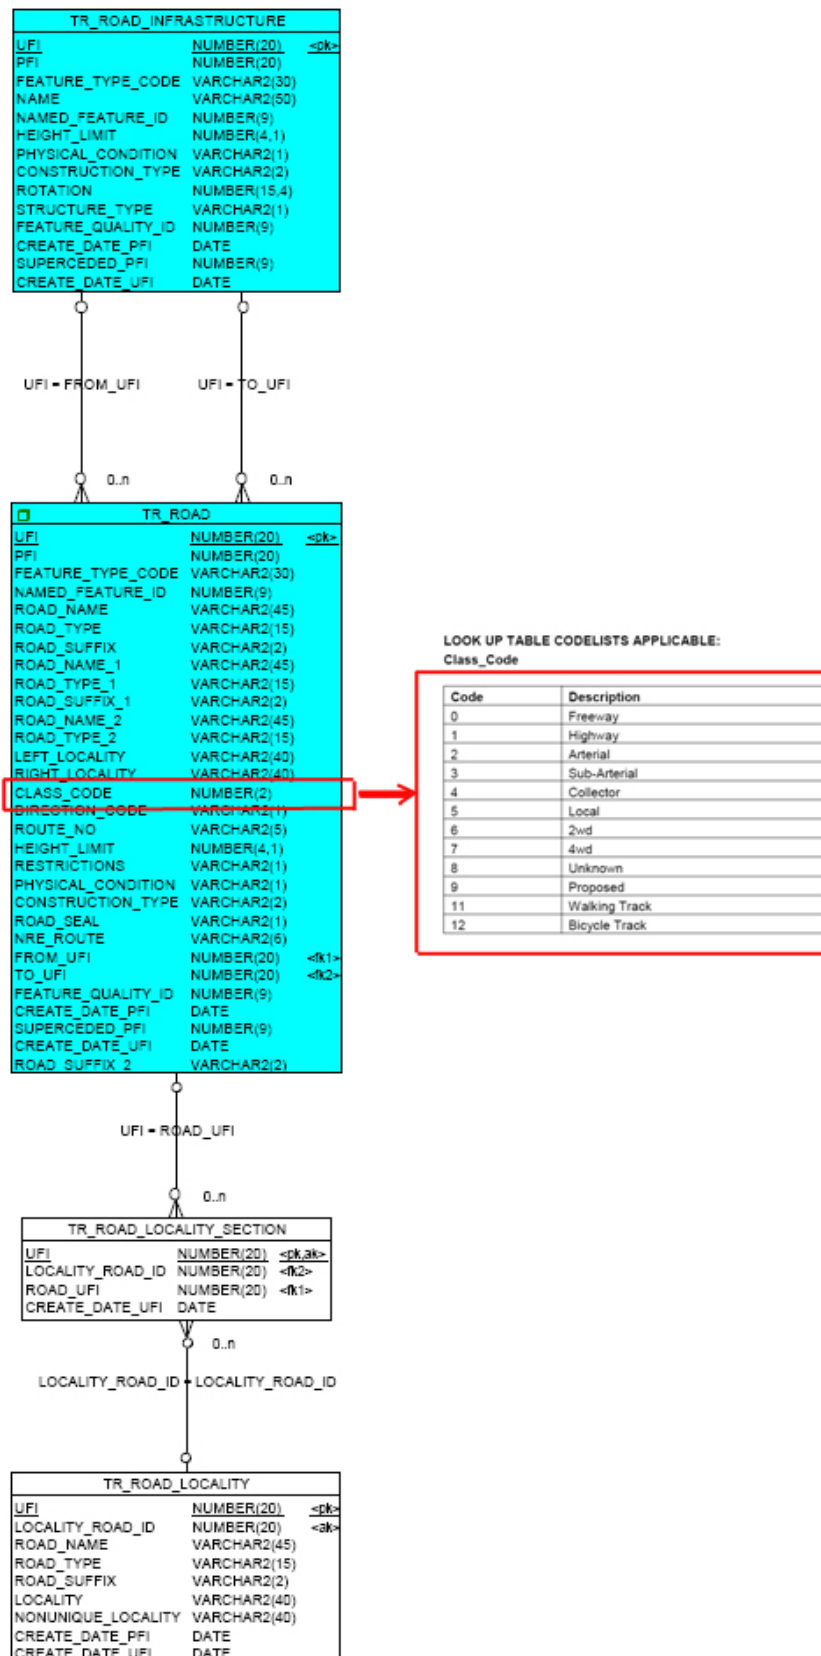 TR_ROAD_INFRASTRUCTURE
UFI NUMBER(20) <pk>
PFI NUMBER(20)
FEATURE_TYPE_CODE VARCHAR2(30)
NAME VARCHAR2(50)
NAMED_FEATURE_ID NUMBER(9)
HEIGHT_LIMIT NUMBER(4,1)
PHYSICAL_CONDITION VARCHAR2(1)
CONSTRUCTION_TYPE VARCHAR2(2)
ROTATION NUMBER(15,4)
STRUCTURE_TYPE VARCHAR2(1)
FEATURE_QUALITY_ID NUMBER(9)
CREATE_DATE_PFI DATE
SUPERCEDED_PFI NUMBER(9)
CREATE_DATE_UFI DATE
UFI = FROM_UFI UFI = TO_UFI
0..n 0..n
TR_ROAD
UFI NUMBER(20) <pk>
PFI NUMBER(20)
FEATURE_TYPE_CODE VARCHAR2(30)
NAMED_FEATURE_ID NUMBER(9)
ROAD_NAME VARCHAR2(45)
ROAD_TYPE VARCHAR2(15)
ROAD_SUFFIX VARCHAR2(2)
ROAD_NAME_1 VARCHAR2(45)
ROAD_TYPE_1 VARCHAR2(15)
ROAD_SUFFIX_1 VARCHAR2(2)
ROAD_NAME_2 VARCHAR2(45)
ROAD_TYPE_2 VARCHAR2(15)
LEFT_LOCALITY VARCHAR2(40)
RIGHT_LOCALITY VARCHAR2(40)
CLASS_CODE NUMBER(2)
DIRECTION_CODE VARCHAR2(1)
ROUTE_NO VARCHAR2(5)
HEIGHT_LIMIT NUMBER(4,1)
RESTRICTIONS VARCHAR2(1)
PHYSICAL_CONDITION VARCHAR2(1)
CONSTRUCTION_TYPE VARCHAR2(2)
ROAD_SEAL VARCHAR2(1)
NRE_ROUTE VARCHAR2(6)
FROM_UFI NUMBER(20) <fk1>
TO_UFI NUMBER(20) <fk2>
FEATURE_QUALITY_ID NUMBER(9)
CREATE_DATE_PFI DATE
SUPERCEDED_PFI NUMBER(9)
CREATE_DATE_UFI DATE
ROAD_SUFFIX_2 VARCHAR2(2)
LOOK UP TABLE CODELISTS APPLICABLE:
Class_Code
Code Description
0 Freeway
1 Highway
2 Arterial
3 Sub-Arterial
4 Collector
5 Local
6 2wd
7 4wd
8 Unknown
9 Proposed
11 Walking Track
12 Bicycle Track
UFI = ROAD_UFI
0..n
TR_ROAD_LOCALITY_SECTION
UFI NUMBER(20) <pk,ak>
LOCALITY_ROAD_ID NUMBER(20) <fk2>
ROAD_UFI NUMBER(20) <fk1>
CREATE_DATE_UFI DATE
0..n
LOCALITY_ROAD_ID = LOCALITY_ROAD_ID
TR_ROAD_LOCALITY
UFI NUMBER(20) <pk>
LOCALITY_ROAD_ID NUMBER(20) <ak>
ROAD_NAME VARCHAR2(45)
ROAD_TYPE VARCHAR2(15)
ROAD_SUFFIX VARCHAR2(2)
LOCALITY VARCHAR2(40)
NONUNIQUE_LOCALITY VARCHAR2(40)
CREATE_DATE_PFI DATE
CREATE_DATE_UFI DATE